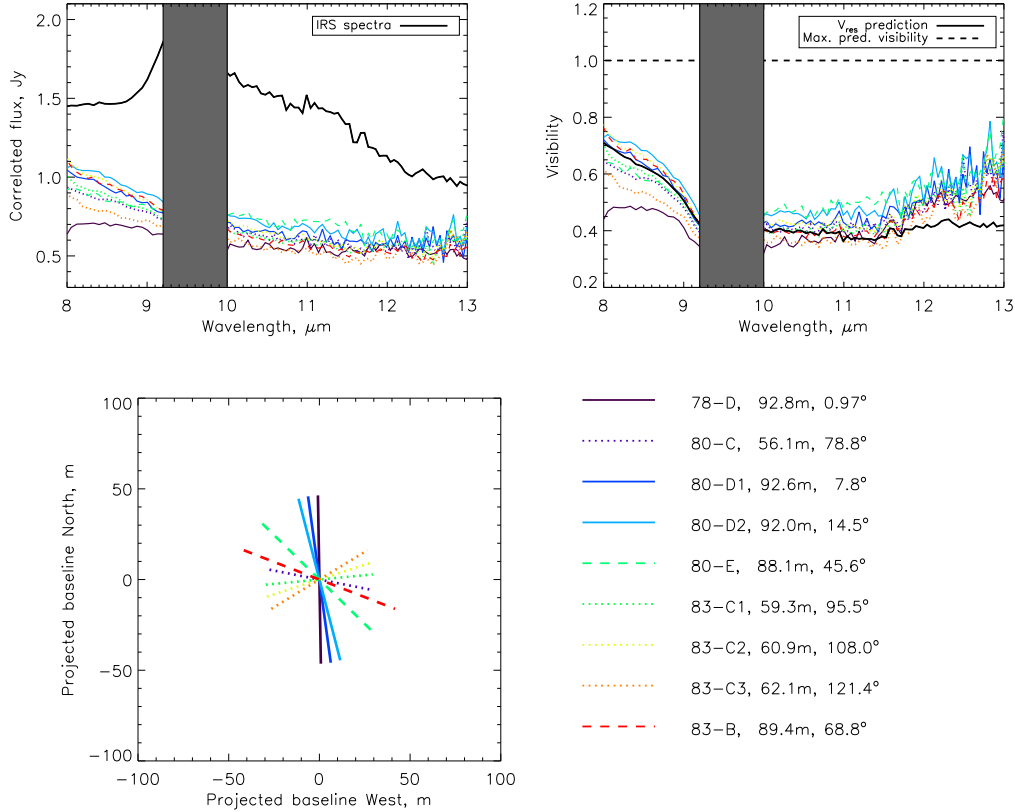 IRS spectra
2.0
1.5
1.0
0.5
Correlated flux, Jy
8 9 10 11 12 13
Wavelength, μm
V_res prediction
Max. pred. visibility
1.2
1.0
0.8
0.6
0.4
0.2
Visibility
8 9 10 11 12 13
Wavelength, μm
100
50
0
−50
−100
Projected baseline North, m
−100 −50 0 50 100
Projected baseline West, m
78−D, 92.8m, 0.97°
80−C, 56.1m, 78.8°
80−D1, 92.6m, 7.8°
80−D2, 92.0m, 14.5°
80−E, 88.1m, 45.6°
83−C1, 59.3m, 95.5°
83−C2, 60.9m, 108.0°
83−C3, 62.1m, 121.4°
83−B, 89.4m, 68.8°